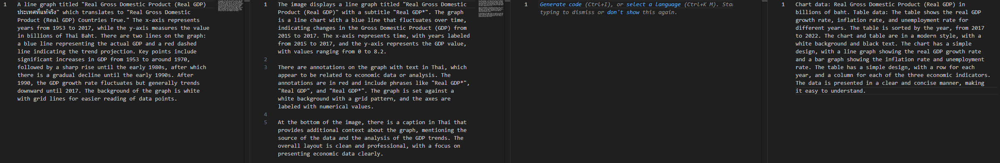 1
A line graph titled "Real Gross Domestic Product (Real GDP)
ประเทศที่แท้จริง" which translates to "Real Gross Domestic
Product (Real GDP) Countries True." The x-axis represents
years from 1953 to 2017, while the y-axis measures the value
in billions of Thai Baht. There are two lines on the graph:
a blue line representing the actual GDP and a red dashed
line indicating the trend projection. Key points include
significant increases in GDP from 1953 to around 1970,
followed by a sharp rise until the early 1980s, after which
there is a gradual decline until the early 1990s. After
1990, the GDP growth rate fluctuates but generally trends
downward until 2017. The background of the graph is white
with grid lines for easier reading of data points.
1
The image displays a line graph titled "Real Gross Domestic
Product (Real GDP)" with a subtitle "Real GDP*". The graph
is a line chart with a blue line that fluctuates over time,
indicating changes in the Gross Domestic Product (GDP) from
2015 to 2017. The x-axis represents time, with years labeled
from 2015 to 2017, and the y-axis represents the GDP value,
with values ranging from 0 to 8.2.
2
3
There are annotations on the graph with text in Thai, which
appear to be related to economic data or analysis. The
annotations are in red and include phrases like "Real GDP*",
"Real GDP", and "Real GDP*". The graph is set against a
white background with a grid pattern, and the axes are
labeled with numerical values.
4
5
At the bottom of the image, there is a caption in Thai that
provides additional context about the graph, mentioning the
source of the data and the analysis of the GDP trends. The
overall layout is clean and professional, with a focus on
presenting economic data clearly.
1
Generate code (Ctrl+I), or select a language (Ctrl+K M). Sta
typing to dismiss or don't show this again.
1
Chart data: Real Gross Domestic Product (Real GDP) in
billions of baht. Table data: The table shows the real GDP
growth rate, inflation rate, and unemployment rate for
different years. The table is sorted by the year, from 2017
to 2022. The chart and table are in a modern style, with a
white background and black text. The chart has a simple
design, with a line graph showing the real GDP growth rate
and a bar graph showing the inflation rate and unemployment
rate. The table has a simple design, with a row for each
year, and a column for each of the three economic indicators.
The data is presented in a clear and concise manner, making
it easy to understand.